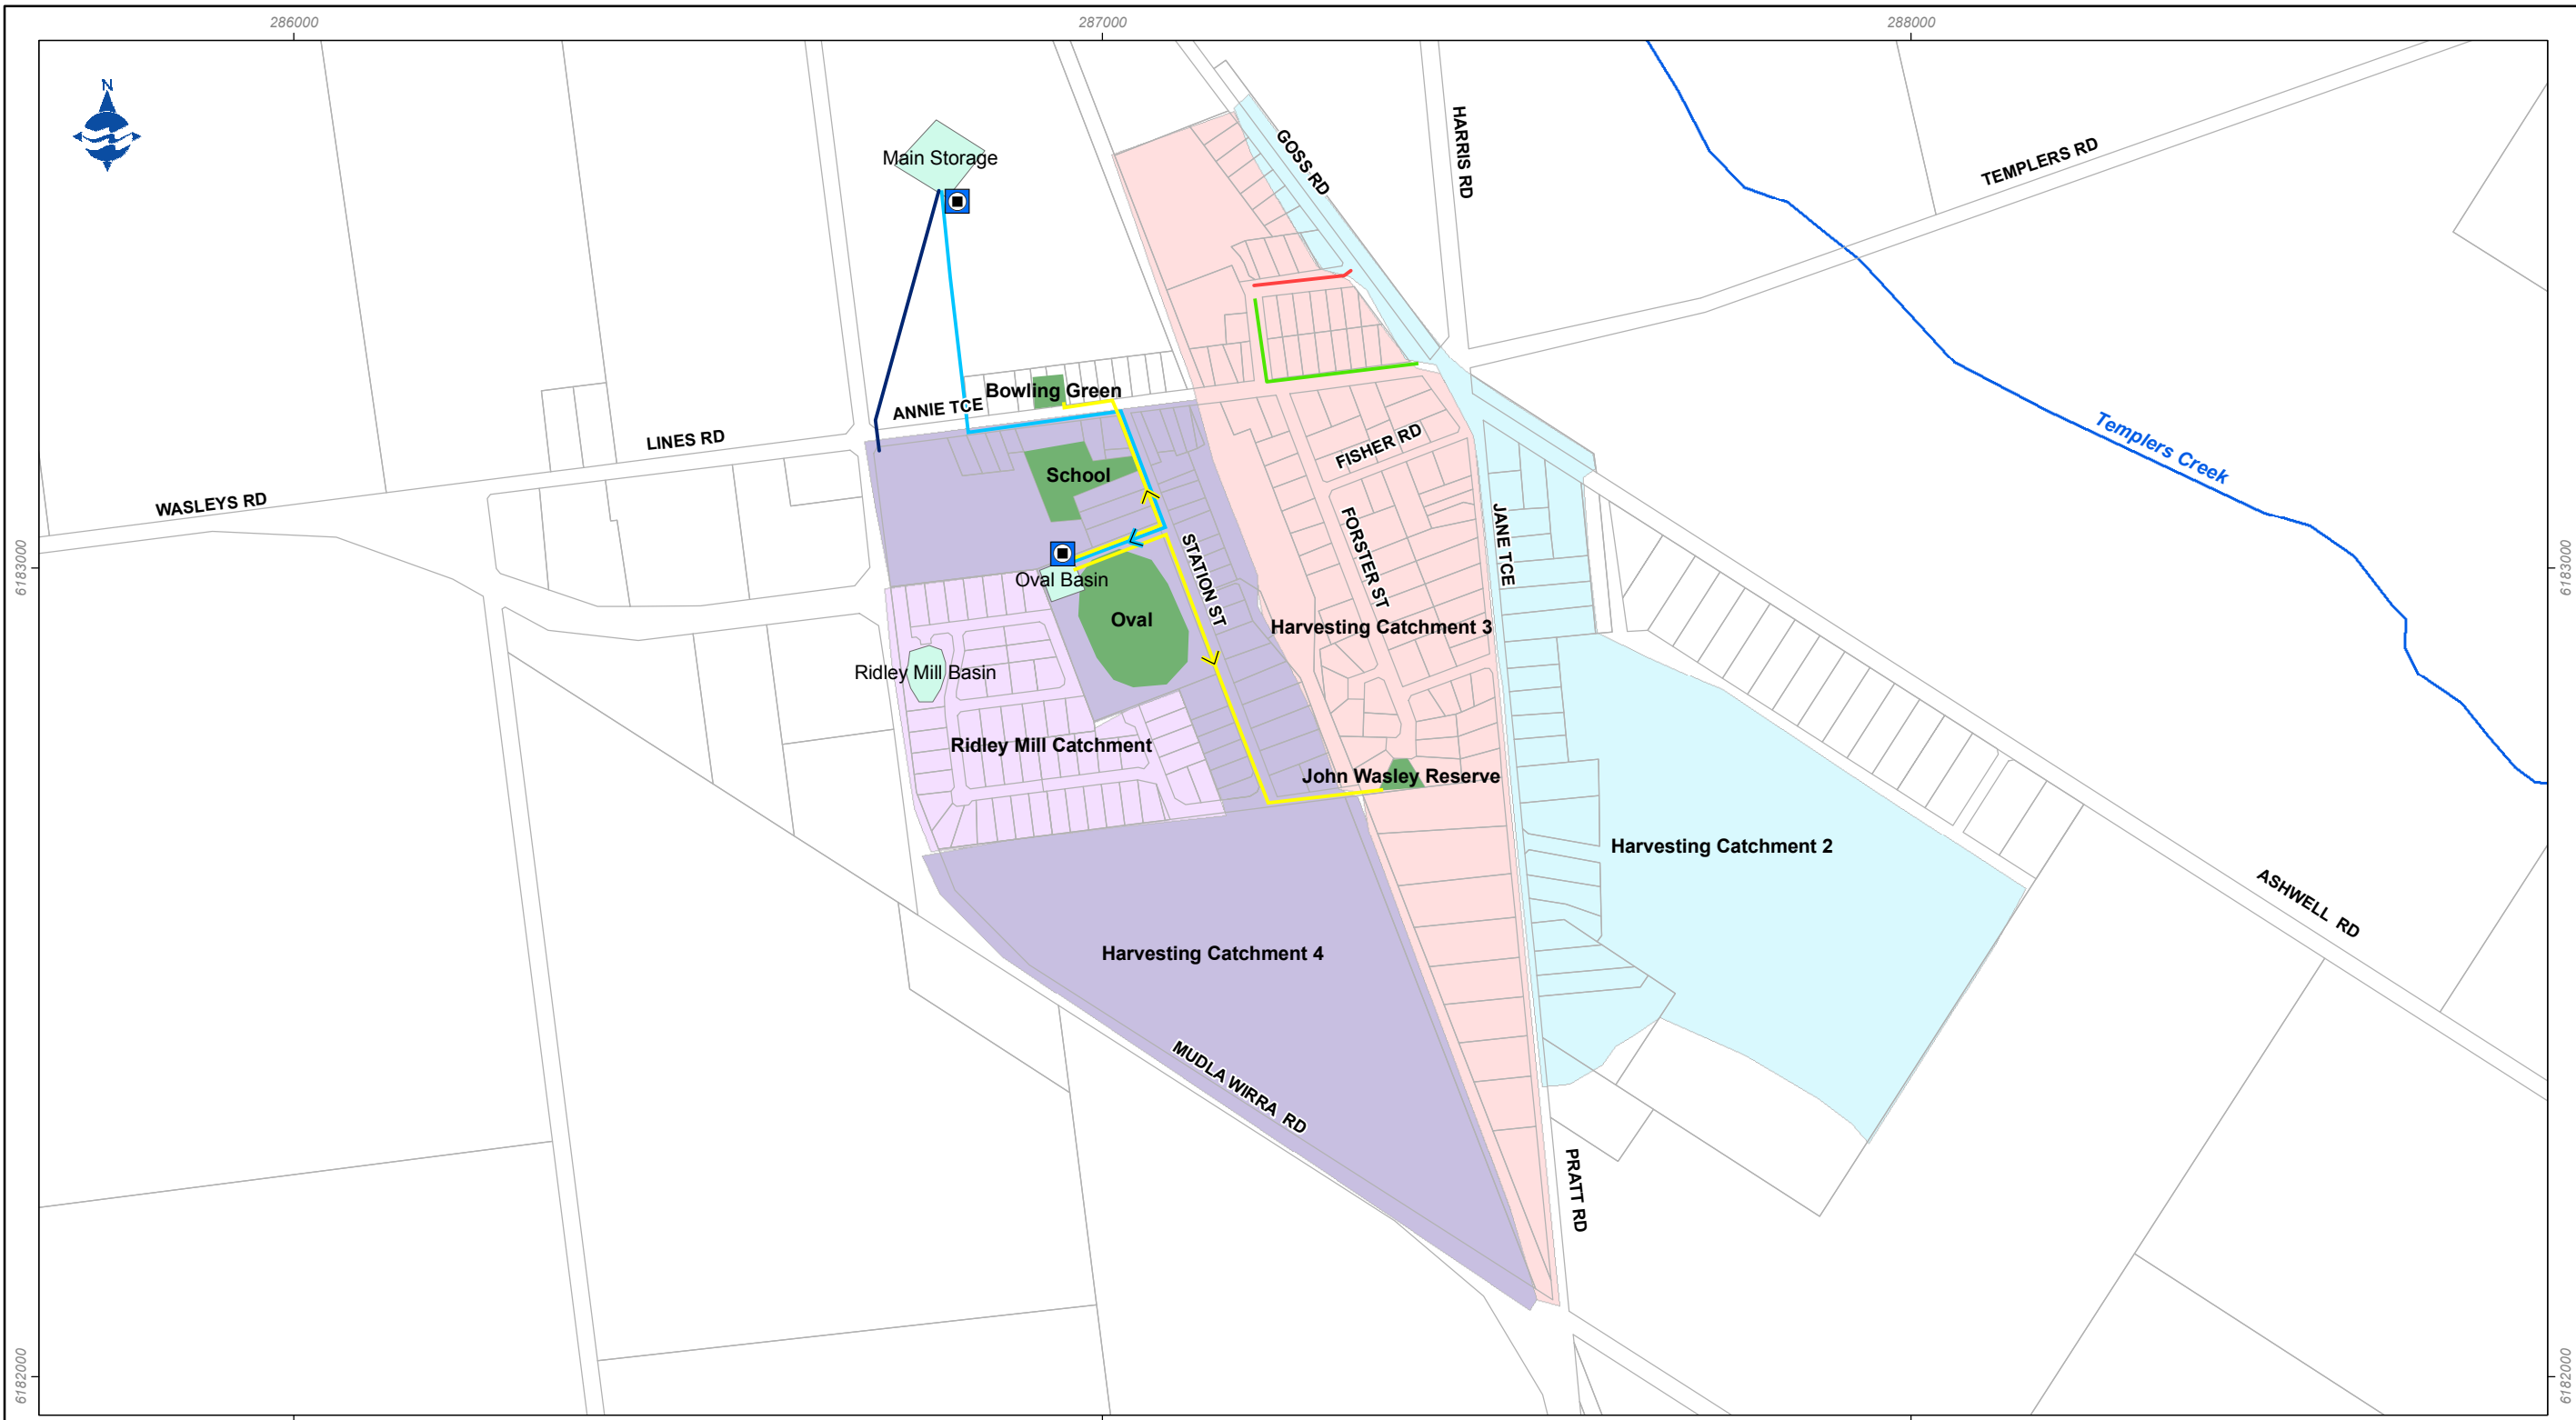 286000
287000
288000
N
Main Storage
GOSS RD
HARRIS RD
TEMPLERS RD
Bowling Green
ANNIE TCE
LINES RD
WASLEYS RD
School
FISHER RD
Templers Creek
6183000
6183000
Oval Basin
STATION ST
FORSTER ST
JANE TCE
Oval
Harvesting Catchment 3
Ridley Mill Basin
Ridley Mill Catchment
John Wasley Reserve
Harvesting Catchment 2
ASHWELL RD
Harvesting Catchment 4
MUDLA WIRRA RD
PRATT RD
6182000
6182000